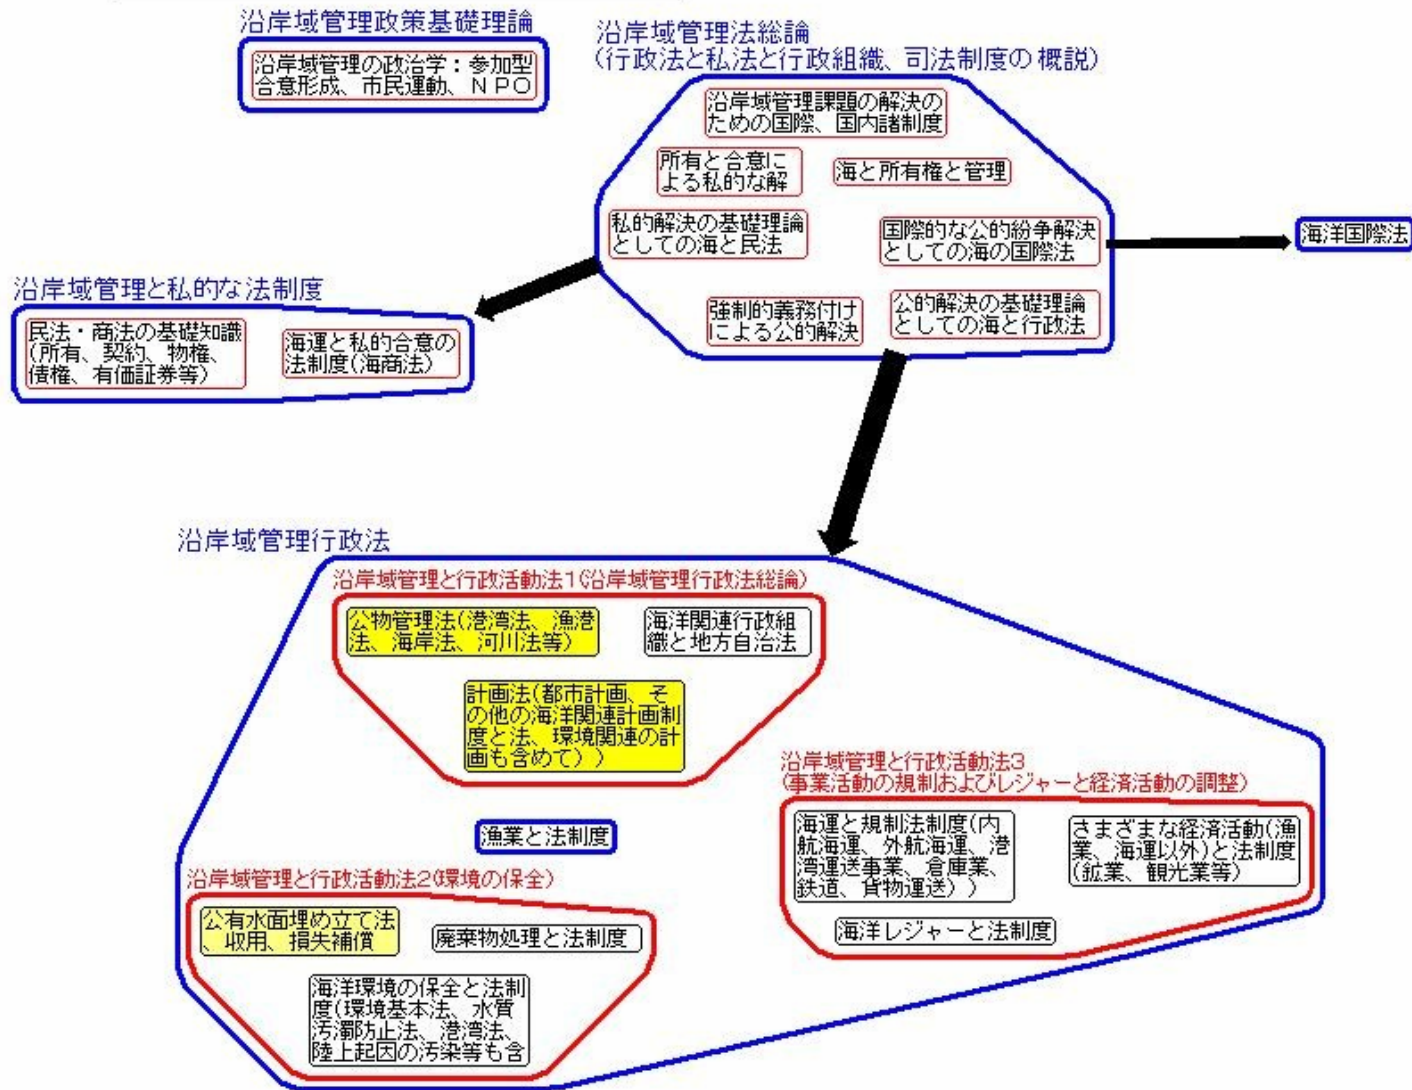 沿岸域管理政策基礎理論
沿岸域管理の政治学：参加型
合意形成、市民運動、ＮＰＯ
沿岸域管理法総論
(行政法と私法と行政組織、司法制度の概説)
沿岸域管理課題の解決の
ための国際、国内諸制度
所有と合意に
よる私的な解
海と所有権と管理
私的解決の基礎理論
としての海と民法
国際的な公的紛争解決
としての海の国際法
海洋国際法
強制的義務付け
による公的解決
公的解決の基礎理論
としての海と行政法
沿岸域管理と私的な法制度
民法・商法の基礎知識
(所有、契約、物権、
債権、有価証券等)
海運と私的合意の
法制度(海商法)
沿岸域管理行政法
沿岸域管理と行政活動法1(沿岸域管理行政法総論)
公物管理法(港湾法、漁港
法、海岸法、河川法等)
海洋関連行政組
織と地方自治法
計画法(都市計画、そ
の他の海洋関連計画制
度と法、環境関連の計
画も含めて))
沿岸域管理と行政活動法3
(事業活動の規制およびレジャーと経済活動の調整)
海運と規制法制度(内
航海運、外航海運、港
湾運送事業、倉庫業、
鉄道、貨物運送))
さまざまな経済活動(漁
業、海運以外)と法制度
(鉱業、観光業等)
海洋レジャーと法制度
漁業と法制度
沿岸域管理と行政活動法2(環境の保全)
公有水面埋め立て法
、収用、損失補償
廃棄物処理と法制度
海洋環境の保全と法制
度(環境基本法、水質
汚濁防止法、港湾法、
陸上起因の汚染等も含